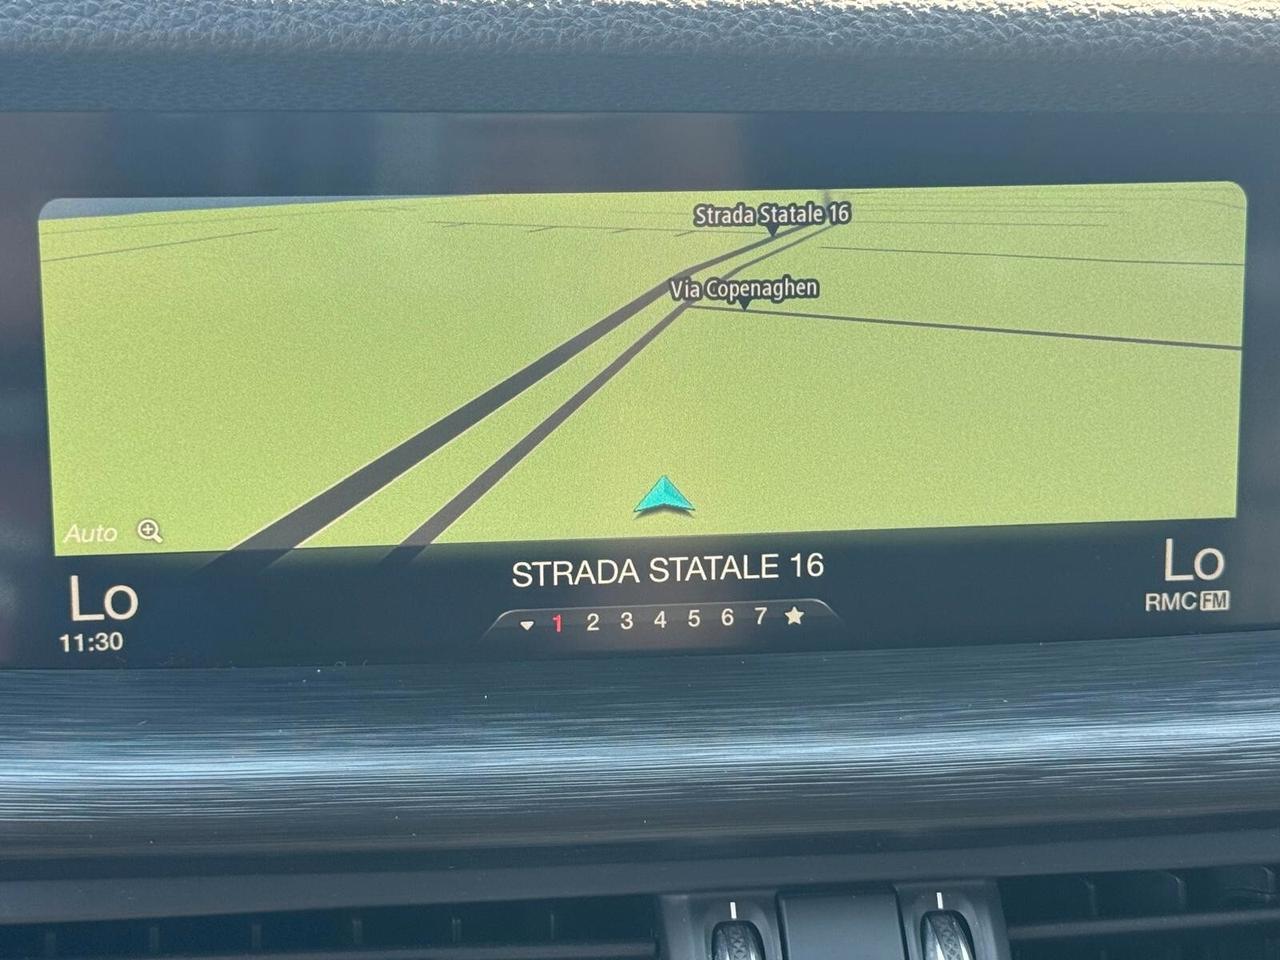 Strada Statale 16
Via Copenaghen
Auto
Lo
11:30
STRADA STATALE 16
1 2 3 4 5 6 7
Lo
RMC FM